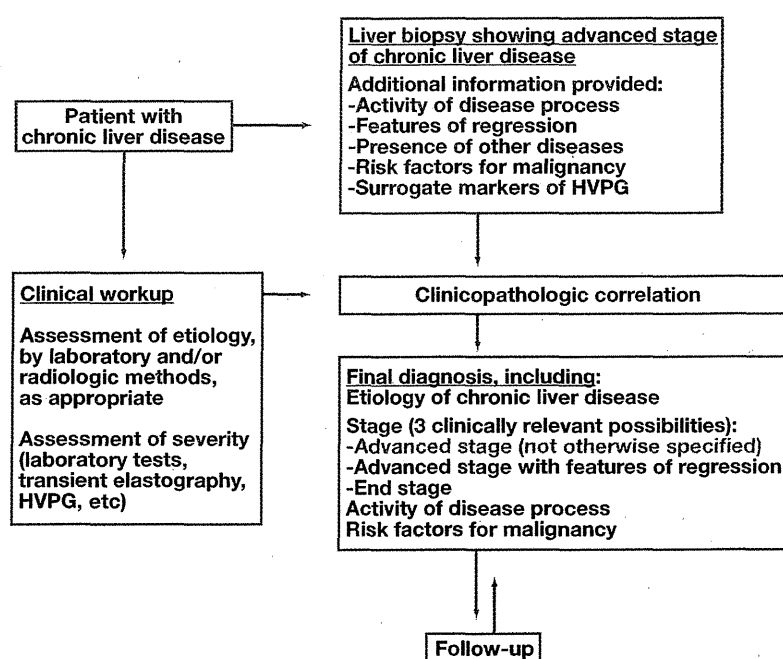 Patient with
chronic liver disease
Liver biopsy showing advanced stage
of chronic liver disease
Additional information provided:
-Activity of disease process
-Features of regression
-Presence of other diseases
-Risk factors for malignancy
-Surrogate markers of HVPG
Clinical workup
Assessment of etiology,
by laboratory and/or
radiologic methods,
as appropriate
Assessment of severity
(laboratory tests,
transient elastography,
HVPG, etc)
Clinicopathologic correlation
Final diagnosis, including:
Etiology of chronic liver disease
Stage (3 clinically relevant possibilities):
-Advanced stage (not otherwise specified)
-Advanced stage with features of regression
-End stage
Activity of disease process
Risk factors for malignancy
Follow-up